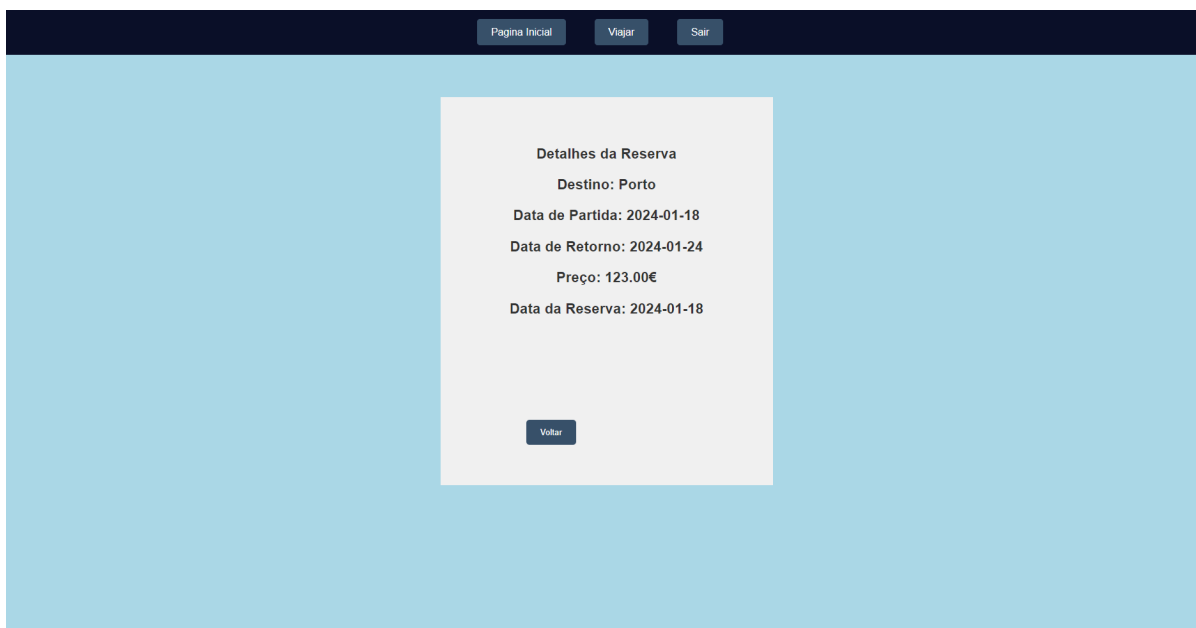 Pagina Inicial Viajar Sair
Detalhes da Reserva
Destino: Porto
Data de Partida: 2024-01-18
Data de Retorno: 2024-01-24
Preço: 123.00€
Data da Reserva: 2024-01-18
Voltar